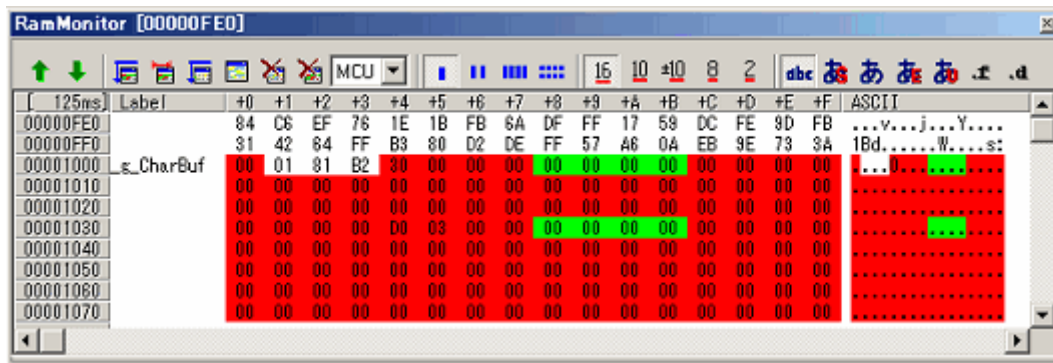 RamMonitor [00000FE0]
MCU 16 10 ±10 8 2 abc あS あ あE あU .f .d
[ 125ms] Label +0 +1 +2 +3 +4 +5 +6 +7 +8 +9 +A +B +C +D +E +F ASCII
00000FE0 84 C6 EF 76 1E 1B FB 6A DF FF 17 59 DC FE 9D FB ...v...j...Y....
00000FF0 31 42 64 FF B3 80 D2 DE FF 57 A6 0A EB 9E 73 3A 1Bd......W....s:
00001000 _g_CharBuf 00 01 81 B2 30 00 00 00 00 00 00 00 00 00 00 00 ....0...........
00001010 00 00 00 00 00 00 00 00 00 00 00 00 00 00 00 00 ................
00001020 00 00 00 00 00 00 00 00 00 00 00 00 00 00 00 00 ................
00001030 00 00 00 00 D0 03 00 00 00 00 00 00 00 00 00 00 ................
00001040 00 00 00 00 00 00 00 00 00 00 00 00 00 00 00 00 ................
00001050 00 00 00 00 00 00 00 00 00 00 00 00 00 00 00 00 ................
00001060 00 00 00 00 00 00 00 00 00 00 00 00 00 00 00 00 ................
00001070 00 00 00 00 00 00 00 00 00 00 00 00 00 00 00 00 ................